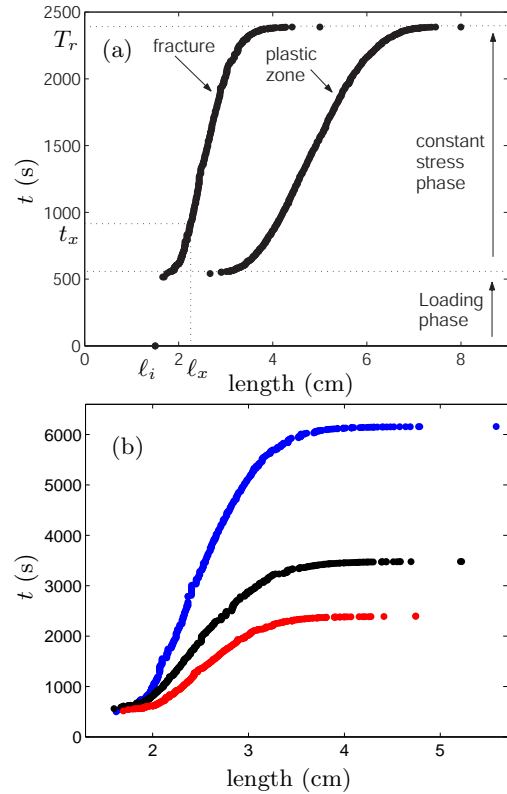 T_r
2500
(a)
fracture
plastic
zone
2000
1500
constant
stress
phase
t (s)
1000
t_x
500
Loading
phase
0
0
2
4
6
8
ℓ_i
ℓ_x
length (cm)
(b)
6000
5000
4000
t (s)
3000
2000
1000
0
2
3
4
5
length (cm)